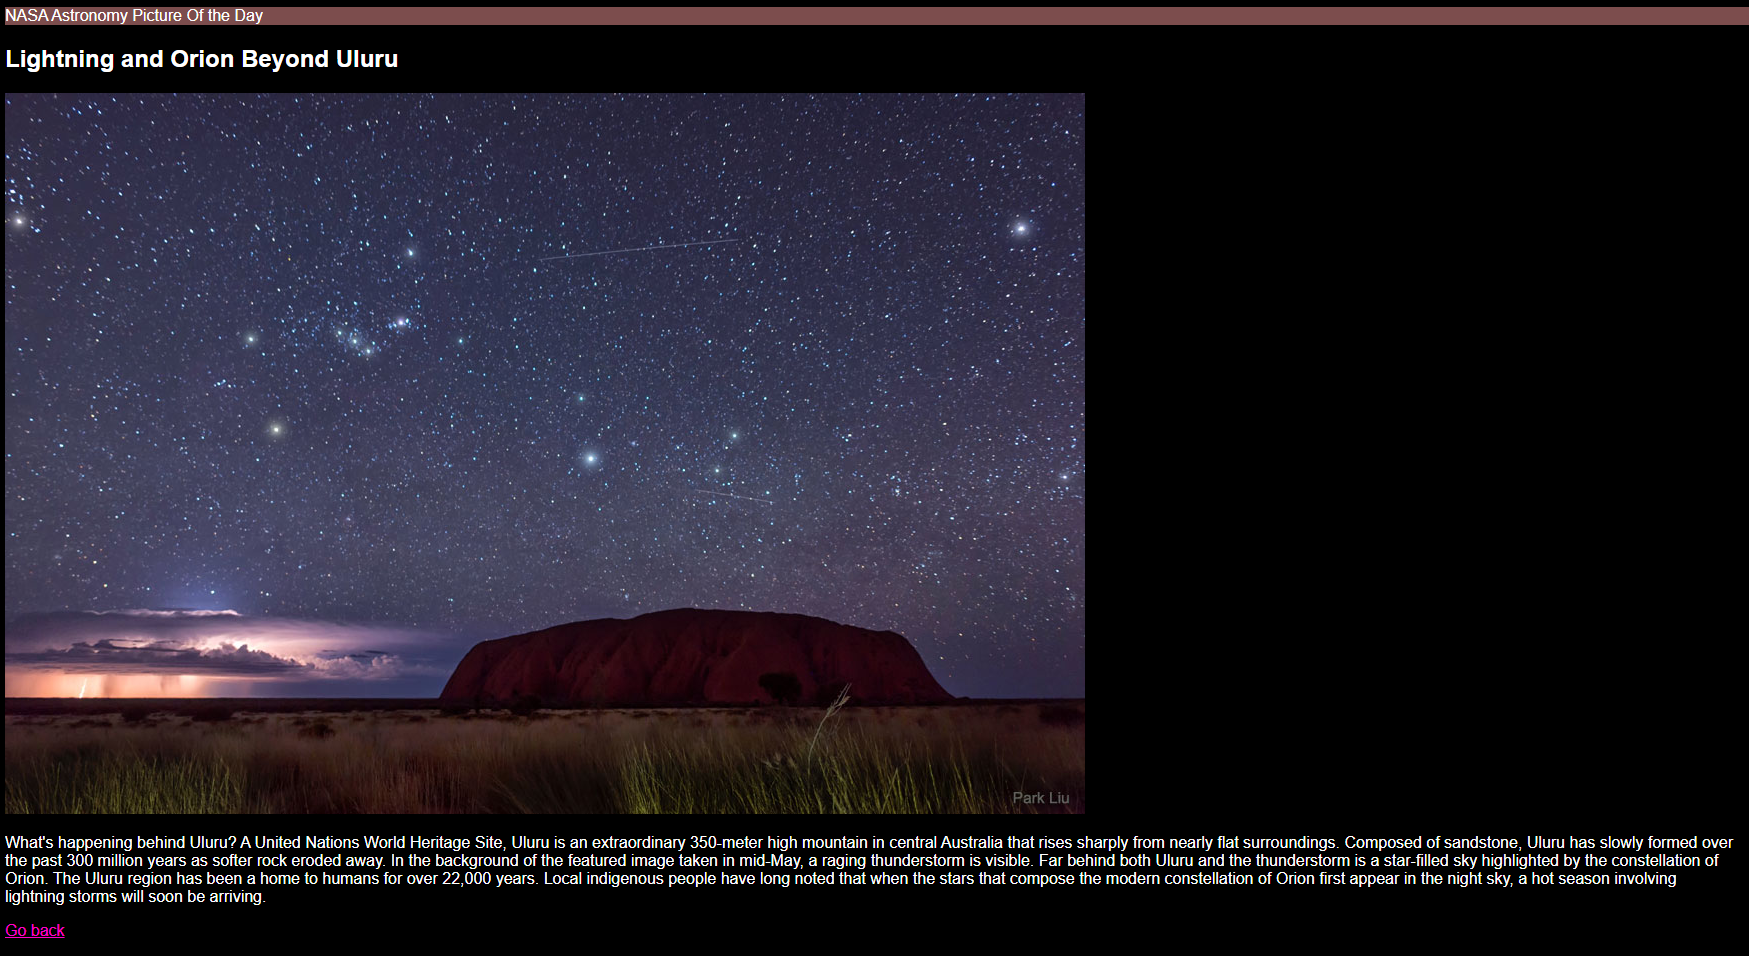 NASA Astronomy Picture Of the Day
Lightning and Orion Beyond Uluru
Park Liu
What's happening behind Uluru? A United Nations World Heritage Site, Uluru is an extraordinary 350-meter high mountain in central Australia that rises sharply from nearly flat surroundings. Composed of sandstone, Uluru has slowly formed over
the past 300 million years as softer rock eroded away. In the background of the featured image taken in mid-May, a raging thunderstorm is visible. Far behind both Uluru and the thunderstorm is a star-filled sky highlighted by the constellation of
Orion. The Uluru region has been a home to humans for over 22,000 years. Local indigenous people have long noted that when the stars that compose the modern constellation of Orion first appear in the night sky, a hot season involving
lightning storms will soon be arriving.
Go back